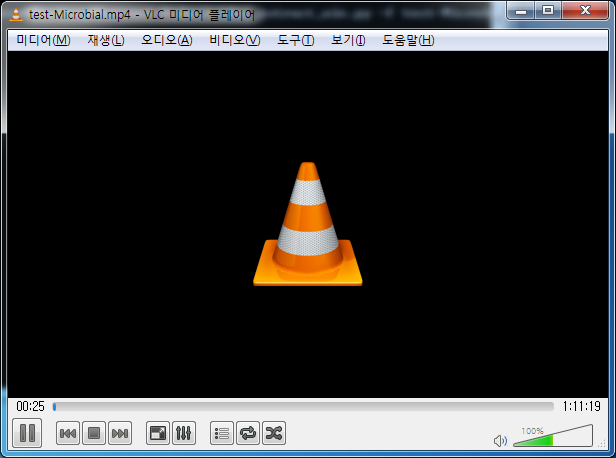 test-Microbial.mp4 - VLC 미디어 플레이어
미디어(M) 재생(L) 오디오(A) 비디오(V) 도구(T) 보기(I) 도움말(H)
00:25 1:11:19
100%